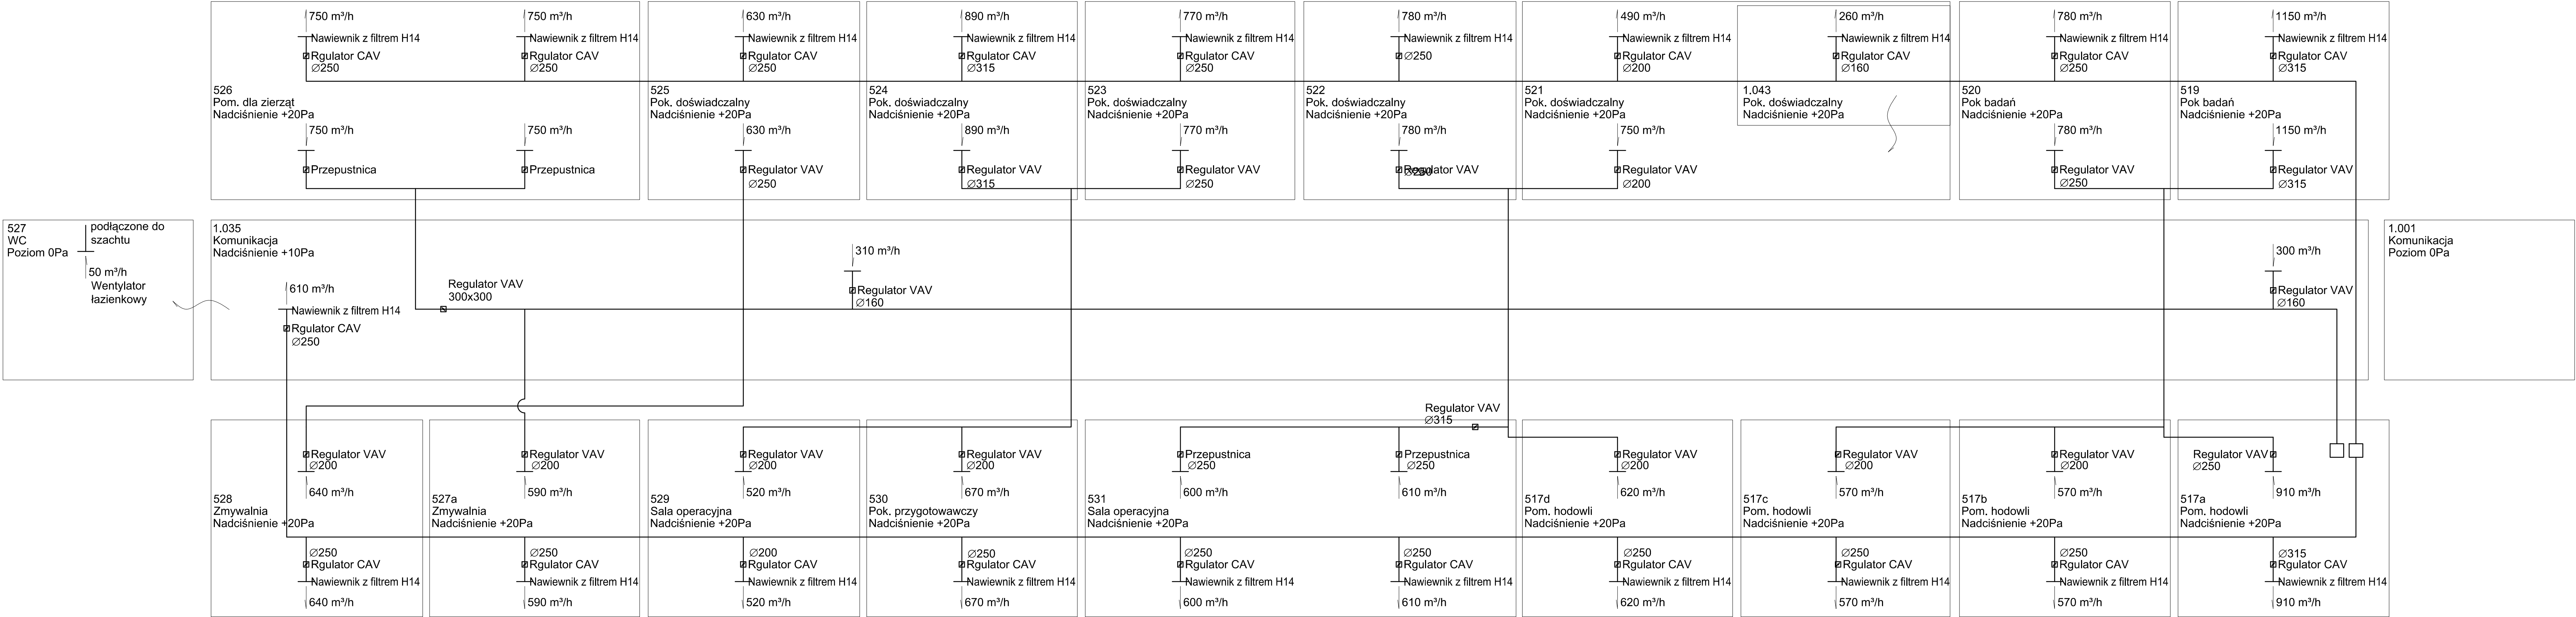 750 m³/h
Nawiewnik z filtrem H14
Rgulator CAV
∅250
750 m³/h
Nawiewnik z filtrem H14
Rgulator CAV
∅250
526
Pom. dla zierząt
Nadciśnienie +20Pa
750 m³/h
Przepustnica
750 m³/h
Przepustnica
630 m³/h
Nawiewnik z filtrem H14
Rgulator CAV
∅250
525
Pok. doświadczalny
Nadciśnienie +20Pa
630 m³/h
Regulator VAV
∅250
890 m³/h
Nawiewnik z filtrem H14
Rgulator CAV
∅315
524
Pok. doświadczalny
Nadciśnienie +20Pa
890 m³/h
Regulator VAV
∅315
770 m³/h
Nawiewnik z filtrem H14
Rgulator CAV
∅250
523
Pok. doświadczalny
Nadciśnienie +20Pa
770 m³/h
Regulator VAV
∅250
780 m³/h
Nawiewnik z filtrem H14
∅250
522
Pok. doświadczalny
Nadciśnienie +20Pa
780 m³/h
Regulator VAV
∅250
490 m³/h
Nawiewnik z filtrem H14
Rgulator CAV
∅200
521
Pok. doświadczalny
Nadciśnienie +20Pa
750 m³/h
Regulator VAV
∅200
260 m³/h
Nawiewnik z filtrem H14
Rgulator CAV
∅160
1.043
Pok. doświadczalny
Nadciśnienie +20Pa
780 m³/h
Nawiewnik z filtrem H14
Rgulator CAV
∅250
520
Pok badań
Nadciśnienie +20Pa
780 m³/h
Regulator VAV
∅250
1150 m³/h
Nawiewnik z filtrem H14
Rgulator CAV
∅315
519
Pok badań
Nadciśnienie +20Pa
1150 m³/h
Regulator VAV
∅315
527
WC
Poziom 0Pa
podłączone do
szachtu
50 m³/h
Wentylator
łazienkowy
1.035
Komunikacja
Nadciśnienie +10Pa
610 m³/h
Nawiewnik z filtrem H14
Rgulator CAV
∅250
Regulator VAV
300x300
310 m³/h
Regulator VAV
∅160
300 m³/h
Regulator VAV
∅160
1.001
Komunikacja
Poziom 0Pa
Regulator VAV
∅200
640 m³/h
528
Zmywalnia
Nadciśnienie +20Pa
∅250
Rgulator CAV
Nawiewnik z filtrem H14
640 m³/h
Regulator VAV
∅200
590 m³/h
527a
Zmywalnia
Nadciśnienie +20Pa
∅250
Rgulator CAV
Nawiewnik z filtrem H14
590 m³/h
Regulator VAV
∅200
520 m³/h
529
Sala operacyjna
Nadciśnienie +20Pa
∅200
Rgulator CAV
Nawiewnik z filtrem H14
520 m³/h
Regulator VAV
∅200
670 m³/h
530
Pok. przygotowawczy
Nadciśnienie +20Pa
∅250
Rgulator CAV
Nawiewnik z filtrem H14
670 m³/h
Regulator VAV
∅315
Przepustnica
∅250
600 m³/h
Przepustnica
∅250
610 m³/h
531
Sala operacyjna
Nadciśnienie +20Pa
∅250
Rgulator CAV
Nawiewnik z filtrem H14
600 m³/h
∅250
Rgulator CAV
Nawiewnik z filtrem H14
610 m³/h
Regulator VAV
∅200
620 m³/h
517d
Pom. hodowli
Nadciśnienie +20Pa
∅250
Rgulator CAV
Nawiewnik z filtrem H14
620 m³/h
Regulator VAV
∅200
570 m³/h
517c
Pom. hodowli
Nadciśnienie +20Pa
∅250
Rgulator CAV
Nawiewnik z filtrem H14
570 m³/h
Regulator VAV
∅200
570 m³/h
517b
Pom. hodowli
Nadciśnienie +20Pa
∅250
Rgulator CAV
Nawiewnik z filtrem H14
570 m³/h
Regulator VAV
∅250
910 m³/h
517a
Pom. hodowli
Nadciśnienie +20Pa
∅315
Rgulator CAV
Nawiewnik z filtrem H14
910 m³/h